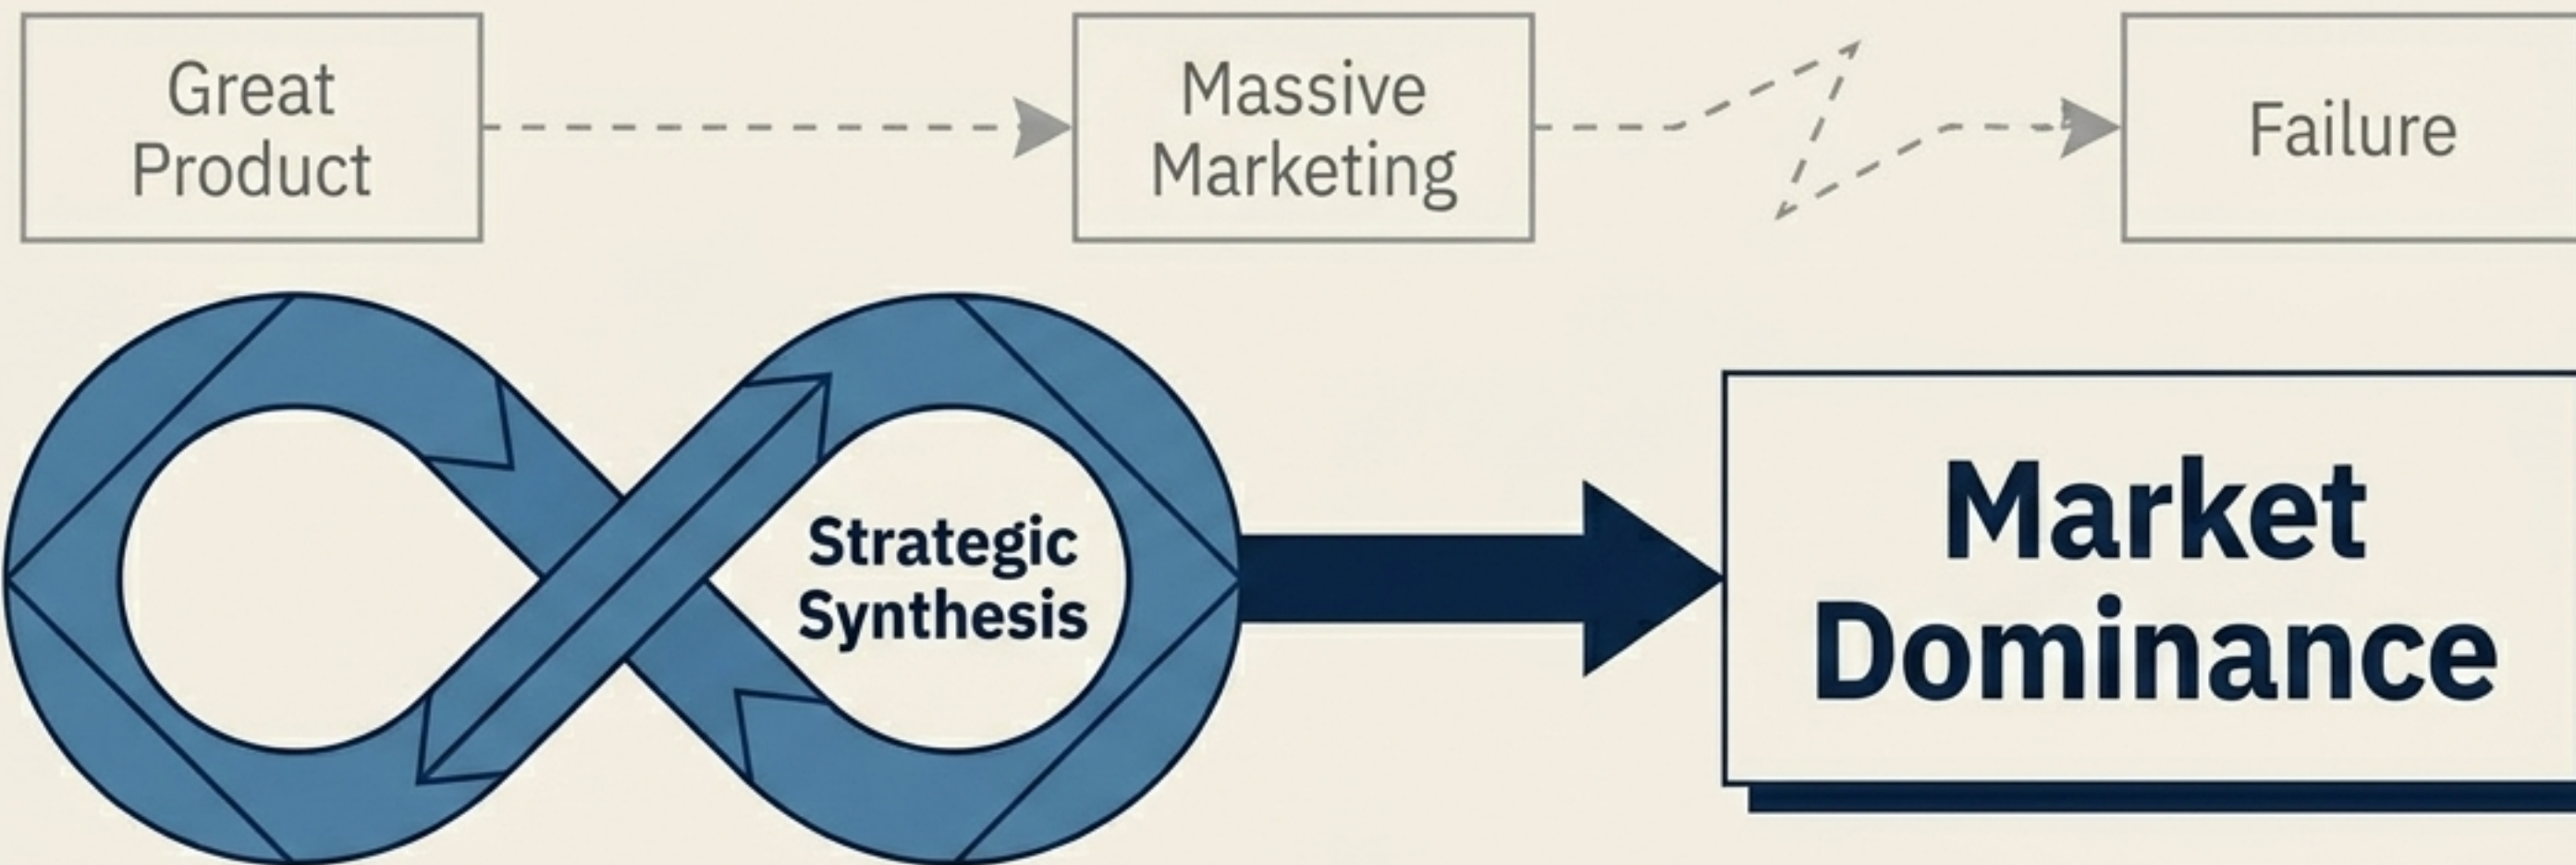 Great
Product
Massive
Marketing
Failure
Strategic
Synthesis
Market
Dominance